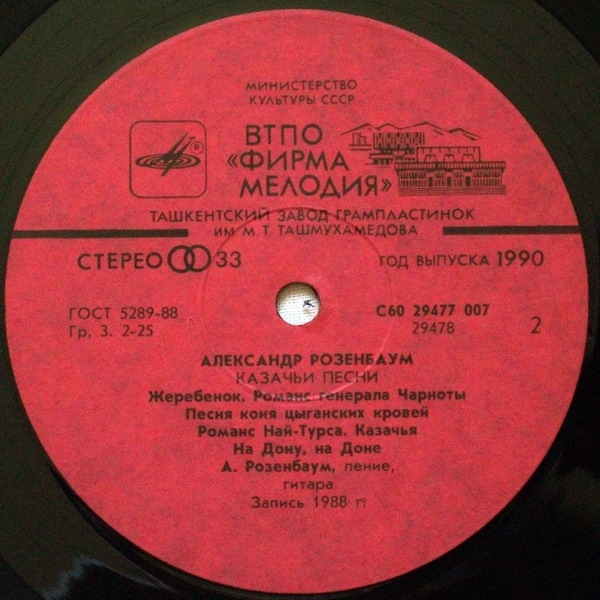 МИНИСТЕРСТВО
КУЛЬТУРЫ СССР
ВТПО
«ФИРМА
МЕЛОДИЯ»
ТАШКЕНТСКИЙ ЗАВОД ГРАМПЛАСТИНОК
ИМ М. Т. ТАШМУХАМЕДОВА
СТЕРЕО 33
ГОД ВЫПУСКА 1990
ГОСТ 5289-88
Гр. 3. 2-25
С60 29477 007
29478
2
АЛЕКСАНДР РОЗЕНБАУМ
КАЗАЧЬИ ПЕСНИ
Жеребенок. Романс генерала Чарноты
Песня коня цыганских кровей
Романс Най-Турса. Казачья
На Дону, на Доне
А. Розенбаум, пение,
гитара
Запись 1988 г.